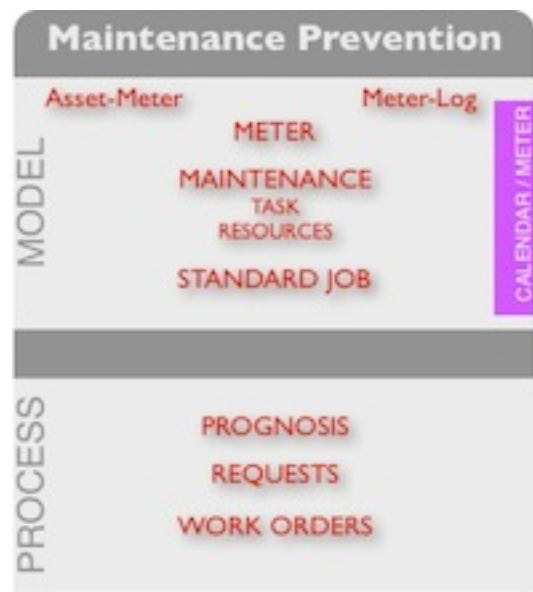 Maintenance Prevention
Asset-Meter
Meter-Log
METER
MODEL
CALENDAR / METER
MAINTENANCE
TASK
RESOURCES
STANDARD JOB
PROCESS
PROGNOSIS
REQUESTS
WORK ORDERS